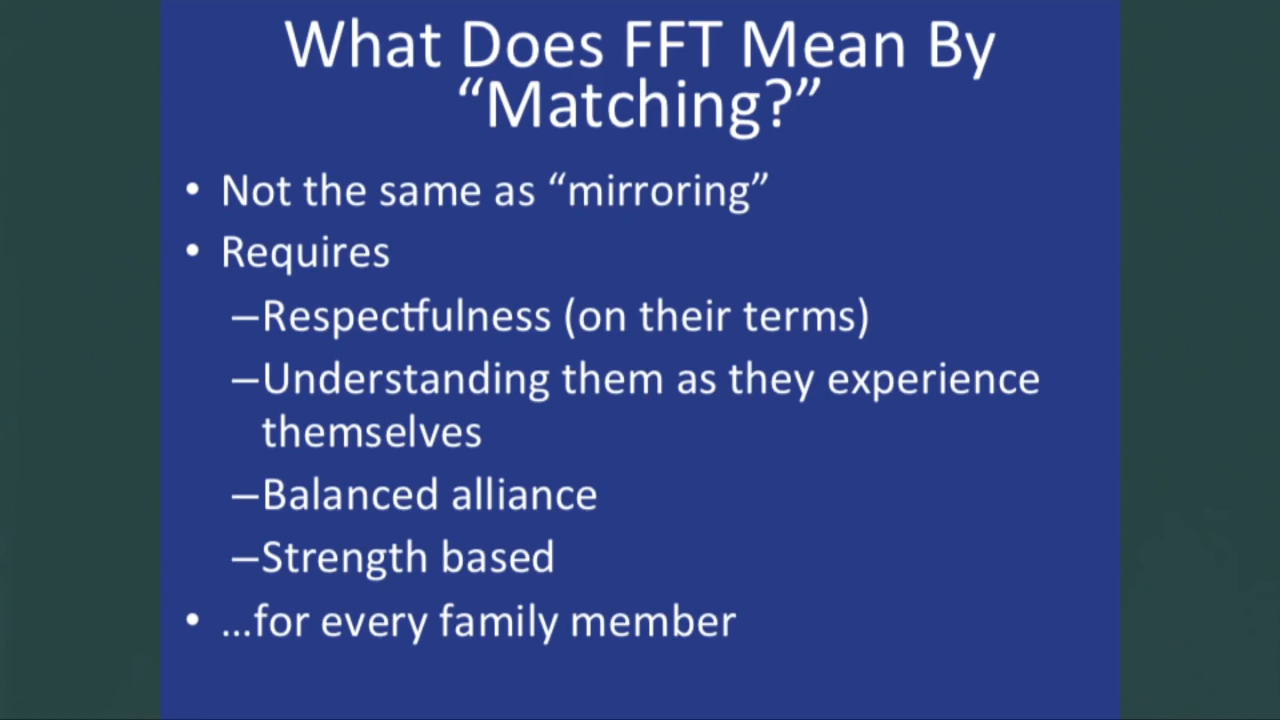 What Does FFT Mean By
“Matching?”
• Not the same as “mirroring”
• Requires
–Respectfulness (on their terms)
–Understanding them as they experience
themselves
–Balanced alliance
–Strength based
• …for every family member